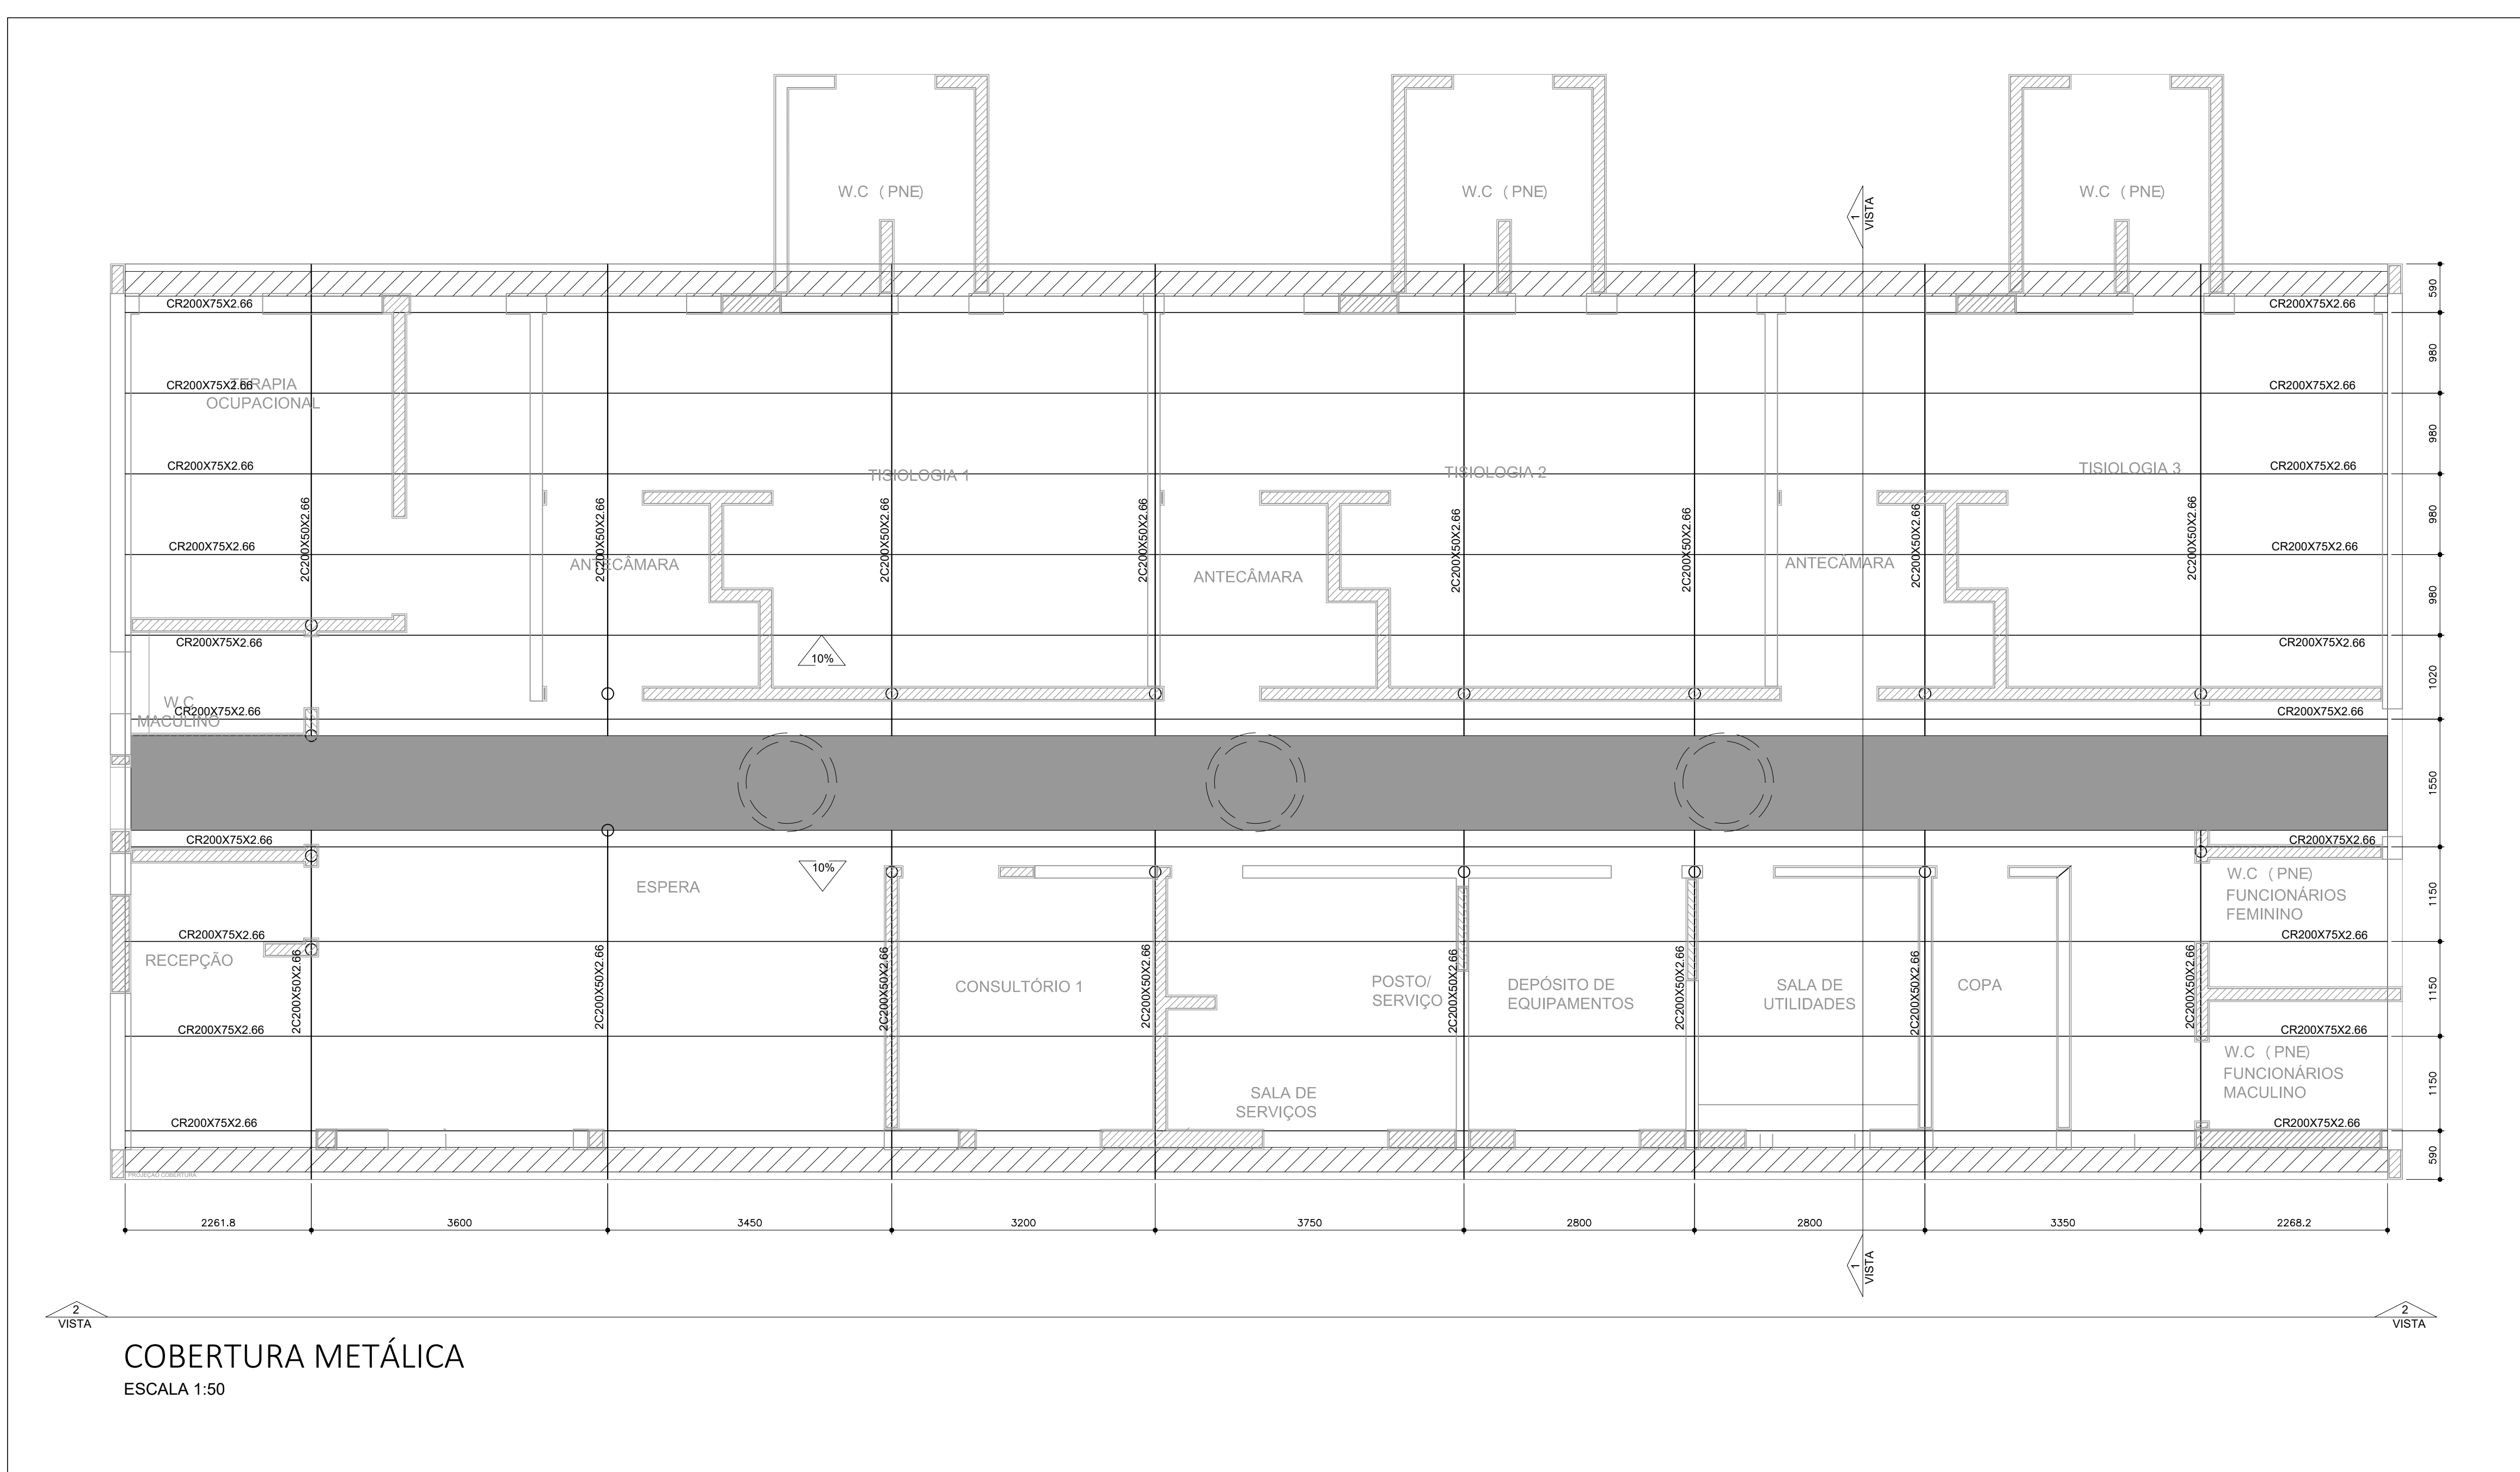 W.C ( PNE)
W.C ( PNE)
W.C ( PNE)
1
VISTA
CR200X75X2.66
CR200X75X2.66
590
980
CR200X75X2.66
TERAPIA
OCUPACIONAL
CR200X75X2.66
980
CR200X75X2.66
TISIOLOGIA 1
TISIOLOGIA 2
TISIOLOGIA 3
CR200X75X2.66
980
2C200X50X2.66
2C200X50X2.66
2C200X50X2.66
2C200X50X2.66
2C200X50X2.66
2C200X50X2.66
2C200X50X2.66
2C200X50X2.66
CR200X75X2.66
CR200X75X2.66
ANTECÂMARA
ANTECÂMARA
ANTECÂMARA
980
CR200X75X2.66
CR200X75X2.66
10%
1020
W.C
MACULINO
CR200X75X2.66
CR200X75X2.66
1550
CR200X75X2.66
CR200X75X2.66
10%
ESPERA
W.C ( PNE)
FUNCIONÁRIOS
FEMININO
1150
CR200X75X2.66
CR200X75X2.66
RECEPÇÃO
2C200X50X2.66
2C200X50X2.66
2C200X50X2.66
2C200X50X2.66
2C200X50X2.66
2C200X50X2.66
2C200X50X2.66
2C200X50X2.66
CONSULTÓRIO 1
POSTO/
SERVIÇO
DEPÓSITO DE
EQUIPAMENTOS
SALA DE
UTILIDADES
COPA
1150
CR200X75X2.66
CR200X75X2.66
W.C ( PNE)
FUNCIONÁRIOS
MACULINO
SALA DE
SERVIÇOS
1150
CR200X75X2.66
CR200X75X2.66
590
PROJEÇÃO COBERTURA
2261.8
3600
3450
3200
3750
2800
2800
3350
2268.2
1
VISTA
2
VISTA
2
VISTA
COBERTURA METÁLICA
ESCALA 1:50